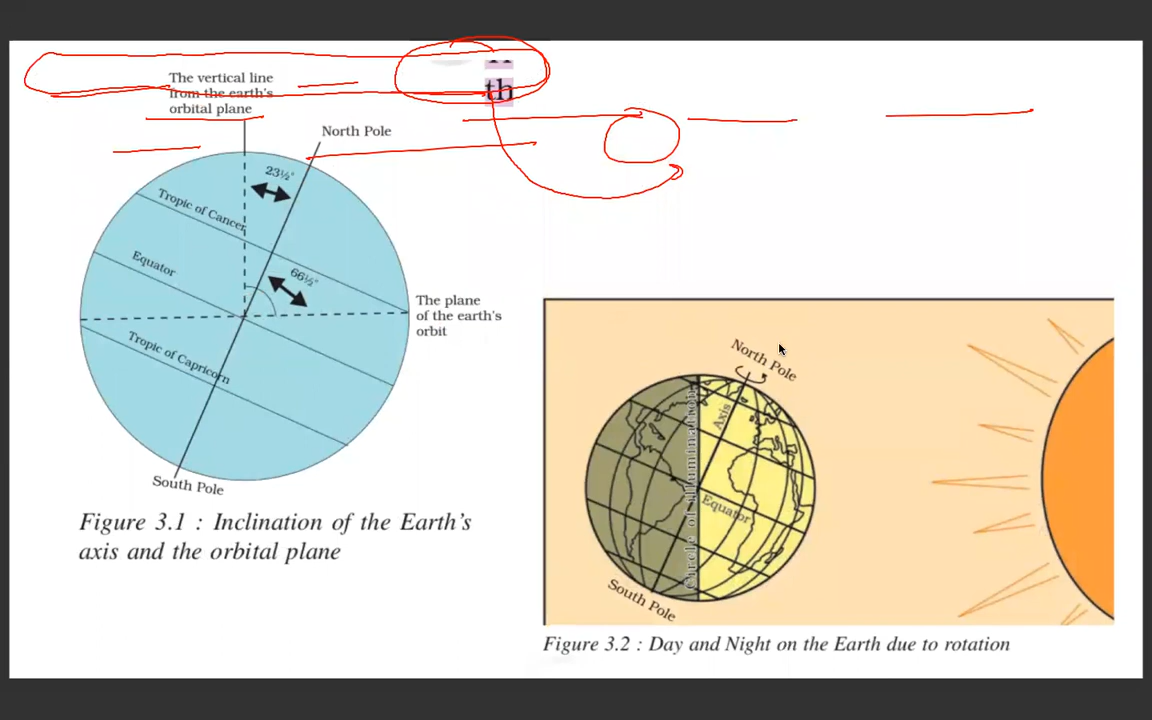 th
The vertical line
from the earth's
orbital plane
North Pole
23½°
Tropic of Cancer
Equator
66½°
The plane
of the earth's
orbit
Tropic of Capricorn
South Pole
Figure 3.1 : Inclination of the Earth's
axis and the orbital plane
North Pole
Axis
Circle of Illumination
Equator
South Pole
Figure 3.2 : Day and Night on the Earth due to rotation